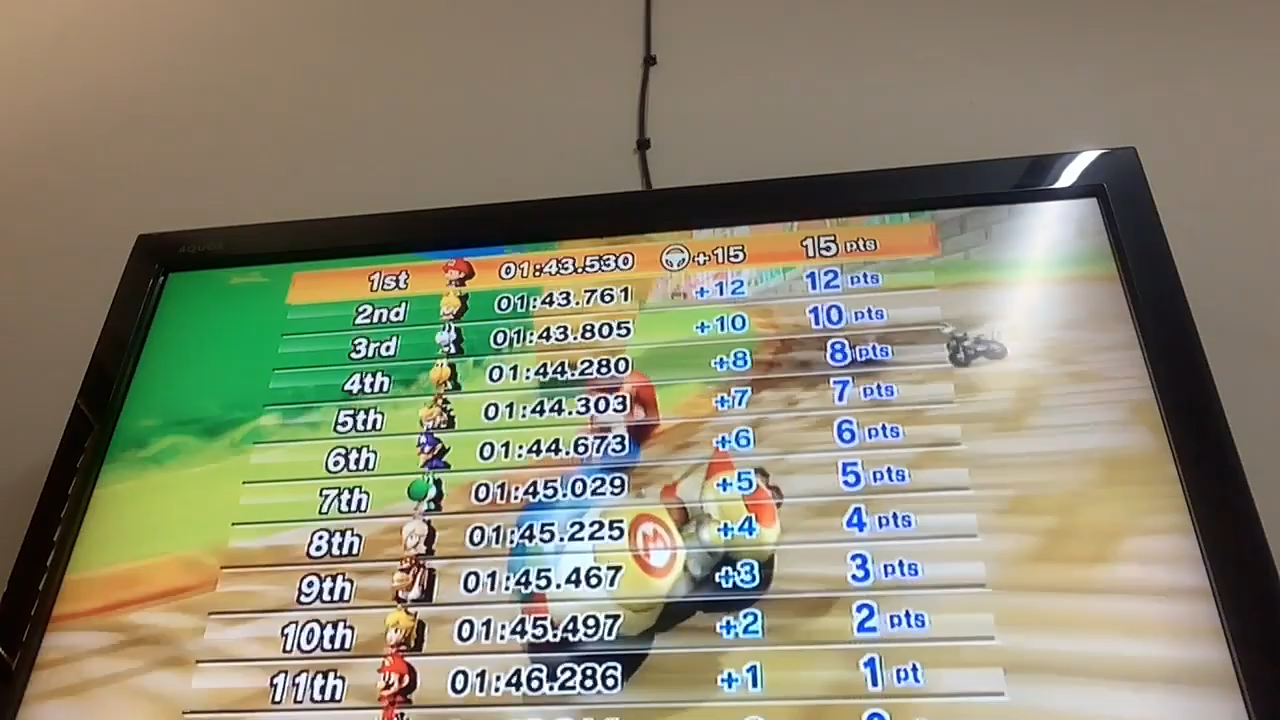 1st 01:43.530 +15 15 pts
2nd 01:43.761 +12 12 pts
3rd 01:43.805 +10 10 pts
4th 01:44.280 +8 8 pts
5th 01:44.303 +7 7 pts
6th 01:44.673 +6 6 pts
7th 01:45.029 +5 5 pts
8th 01:45.225 +4 4 pts
9th 01:45.467 +3 3 pts
10th 01:45.497 +2 2 pts
11th 01:46.286 +1 1 pt
M